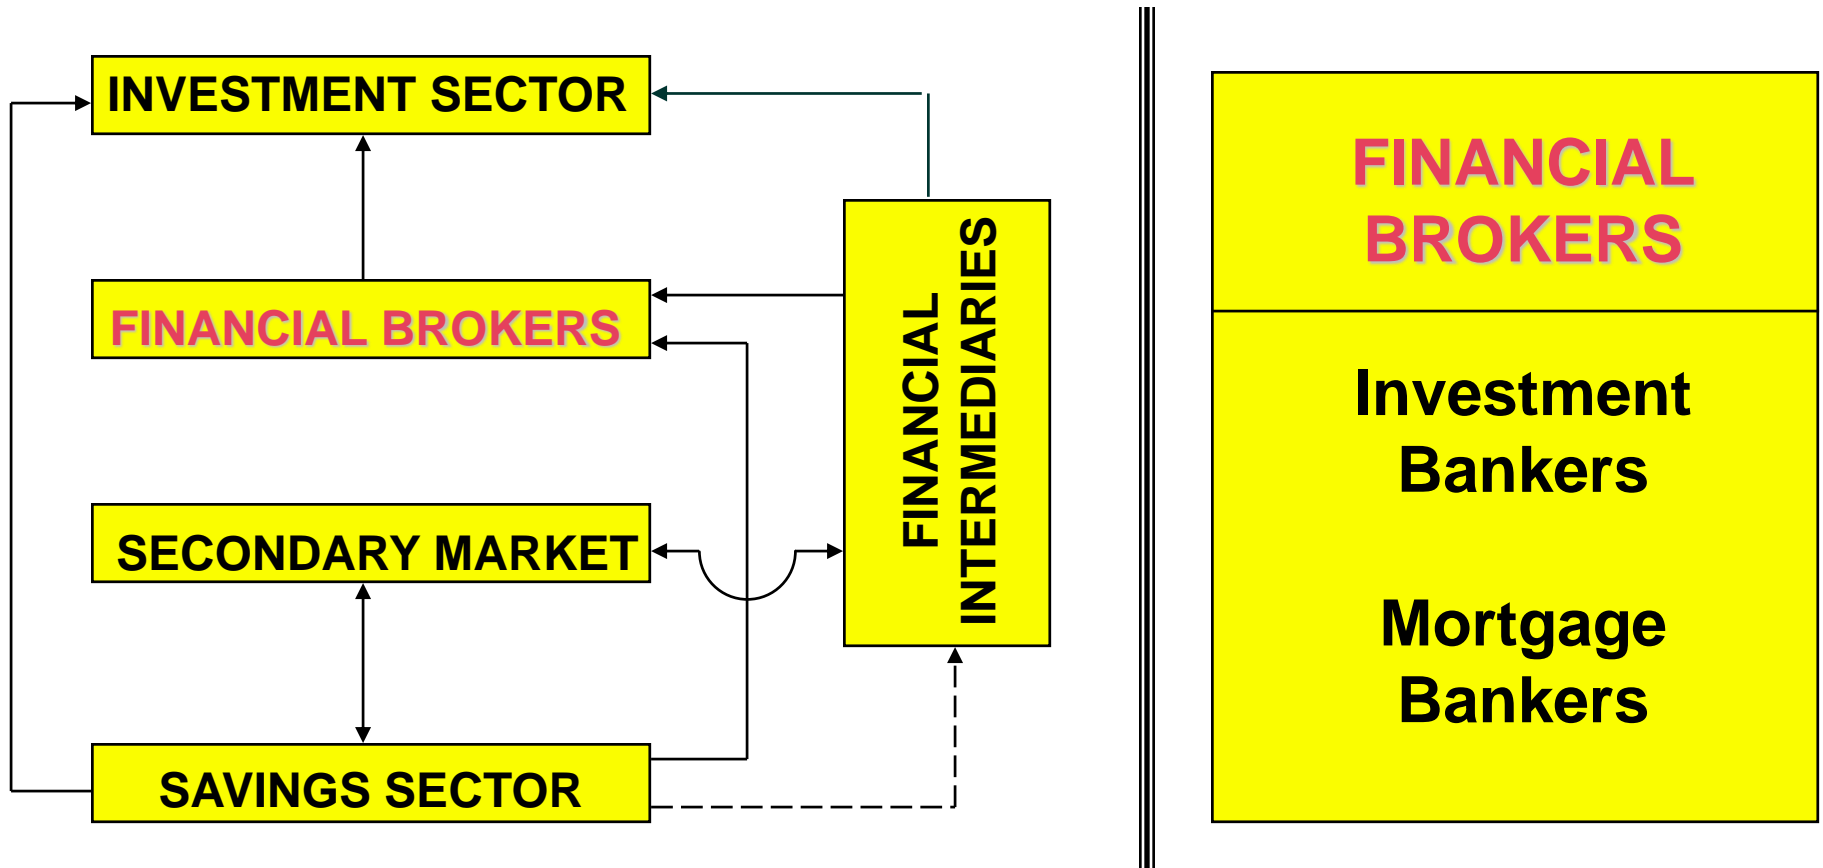 INVESTMENT SECTOR
FINANCIAL BROKERS
SECONDARY MARKET
SAVINGS SECTOR
FINANCIAL
INTERMEDIARIES
FINANCIAL
BROKERS
Investment
Bankers
Mortgage
Bankers